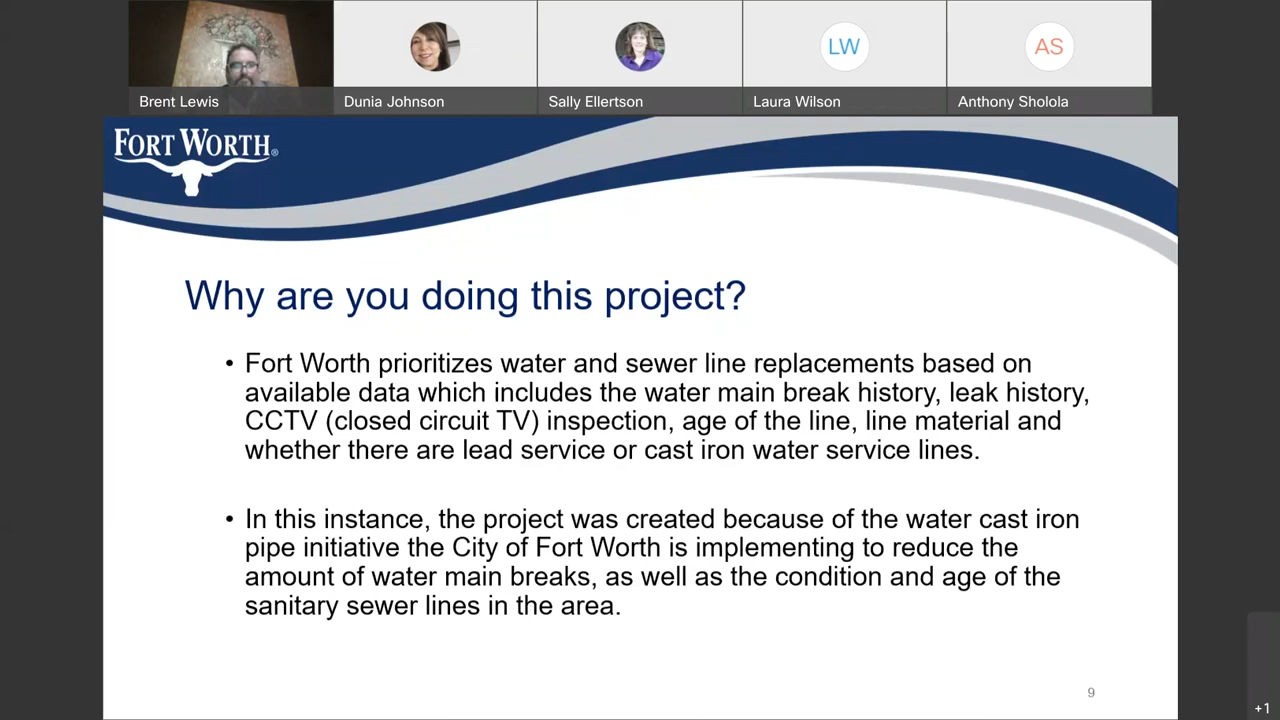 LW
AS
Brent Lewis
Dunia Johnson
Sally Ellertson
Laura Wilson
Anthony Sholola
FORT WORTH®
Why are you doing this project?
• Fort Worth prioritizes water and sewer line replacements based on
available data which includes the water main break history, leak history,
CCTV (closed circuit TV) inspection, age of the line, line material and
whether there are lead service or cast iron water service lines.
• In this instance, the project was created because of the water cast iron
pipe initiative the City of Fort Worth is implementing to reduce the
amount of water main breaks, as well as the condition and age of the
sanitary sewer lines in the area.
9
+1